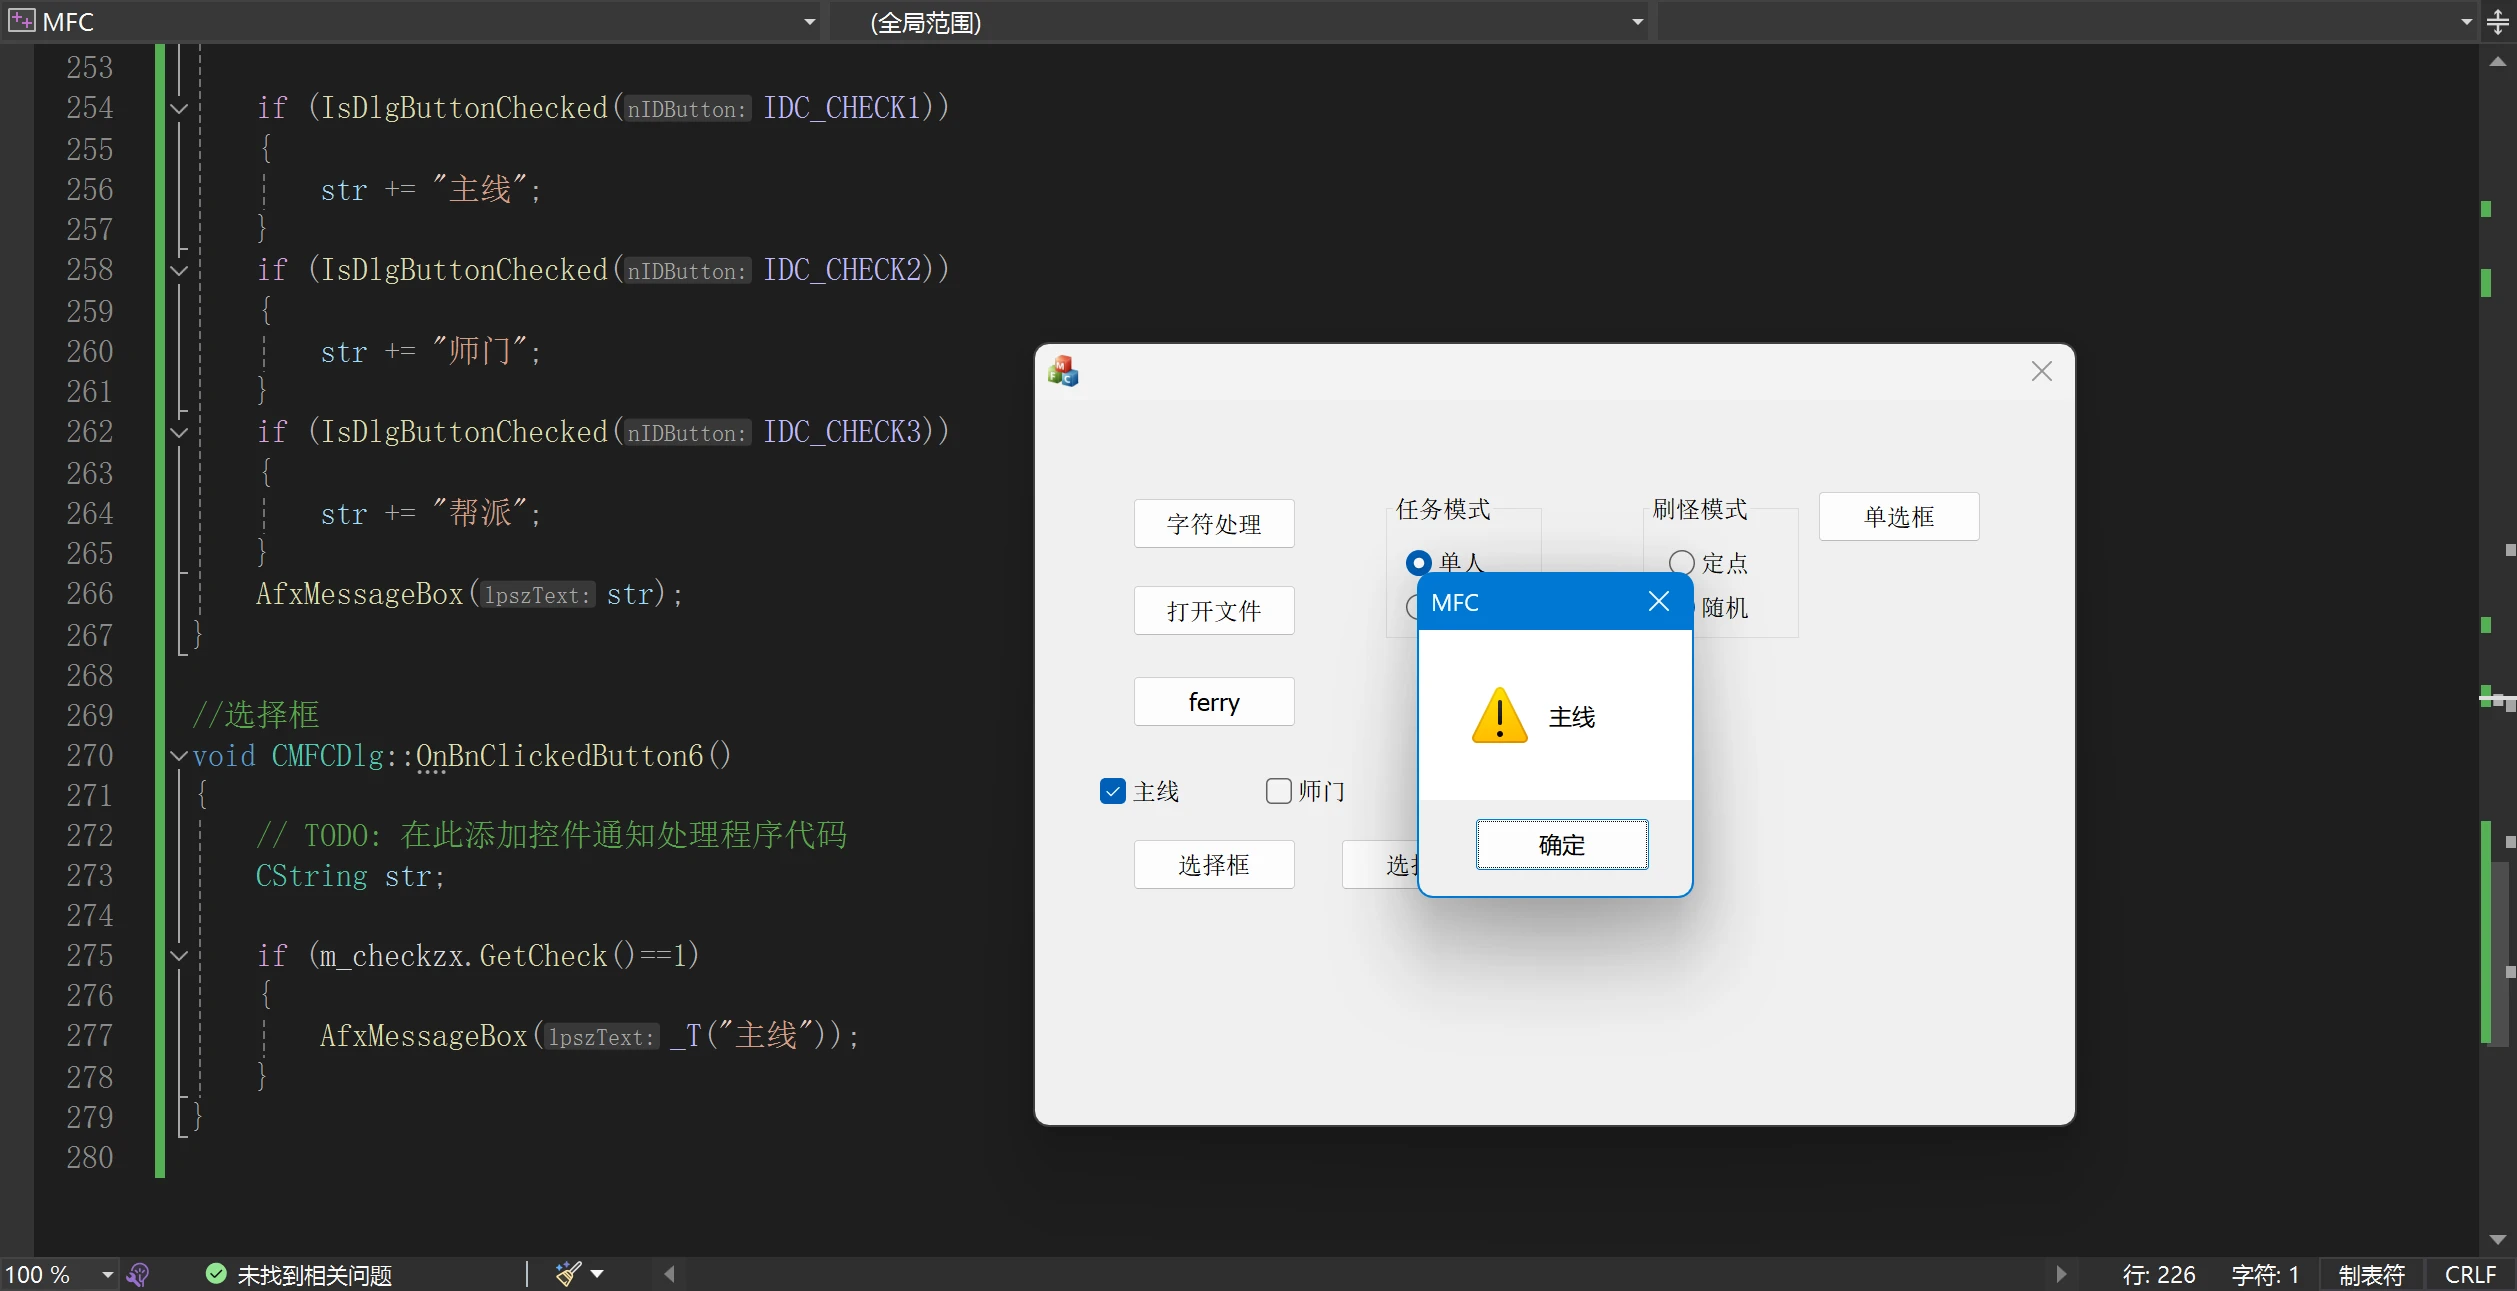 MFC
(全局范围)
253
254 if (IsDlgButtonChecked(nIDButton: IDC_CHECK1))
255 {
256 str += "主线";
257 }
258 if (IsDlgButtonChecked(nIDButton: IDC_CHECK2))
259 {
260 str += "师门";
261 }
262 if (IsDlgButtonChecked(nIDButton: IDC_CHECK3))
263 {
264 str += "帮派";
265 }
266 AfxMessageBox(lpszText: str);
267 }
268
269 //选择框
270 void CMFCDlg::OnBnClickedButton6()
271 {
272 // TODO: 在此添加控件通知处理程序代码
273 CString str;
274
275 if (m_checkzx.GetCheck()==1)
276 {
277 AfxMessageBox(lpszText: _T("主线"));
278 }
279 }
280
字符处理
任务模式
刷怪模式
单选框
单人
定点
打开文件
随机
ferry
主线
师门
选择框
MFC
主线
确定
100 %
未找到相关问题
行: 226
字符: 1
制表符
CRLF